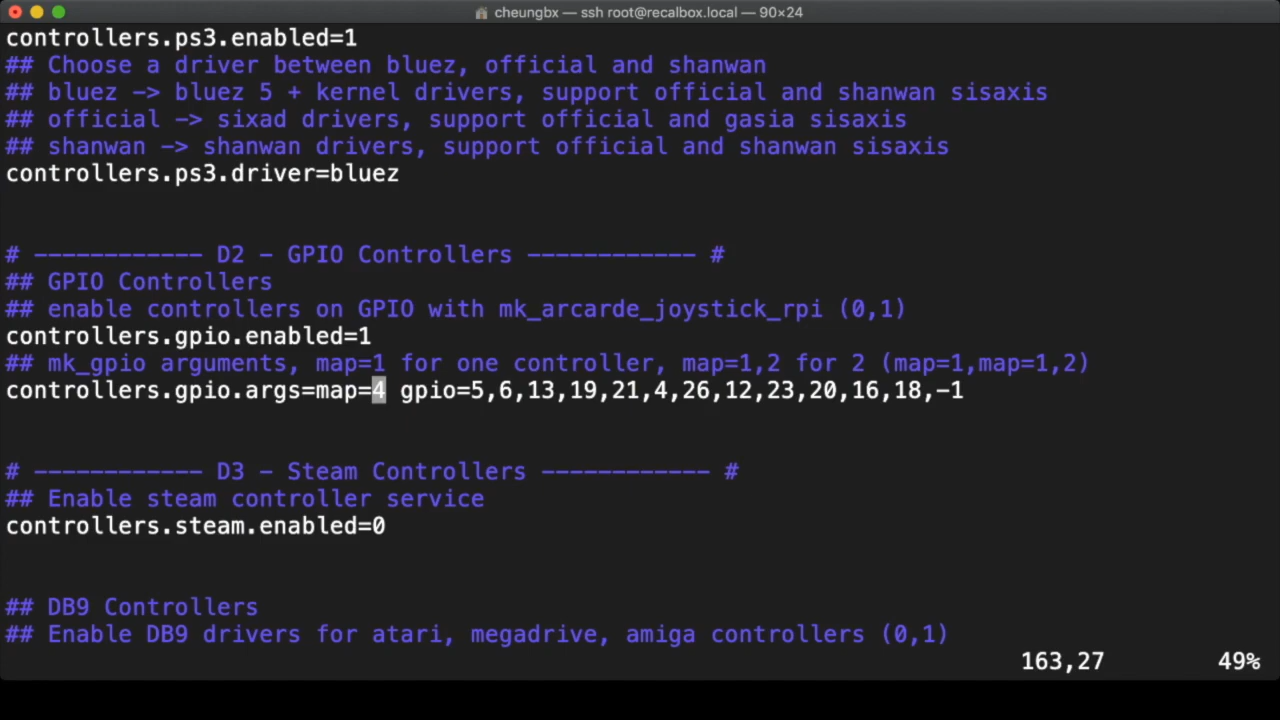 cheungbx — ssh root@recalbox.local — 90×24
controllers.ps3.enabled=1
## Choose a driver between bluez, official and shanwan
## bluez -> bluez 5 + kernel drivers, support official and shanwan sisaxis
## official -> sixad drivers, support official and gasia sisaxis
## shanwan -> shanwan drivers, support official and shanwan sisaxis
controllers.ps3.driver=bluez
# ------------ D2 - GPIO Controllers ------------ #
## GPIO Controllers
## enable controllers on GPIO with mk_arcarde_joystick_rpi (0,1)
controllers.gpio.enabled=1
## mk_gpio arguments, map=1 for one controller, map=1,2 for 2 (map=1,map=1,2)
controllers.gpio.args=map=4 gpio=5,6,13,19,21,4,26,12,23,20,16,18,-1
# ------------ D3 - Steam Controllers ------------ #
## Enable steam controller service
controllers.steam.enabled=0
## DB9 Controllers
## Enable DB9 drivers for atari, megadrive, amiga controllers (0,1)
163,27 49%